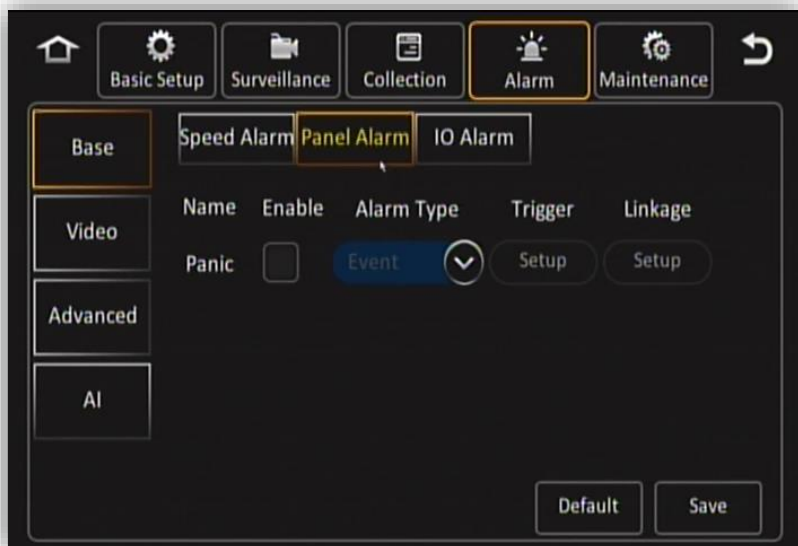 Basic Setup Surveillance Collection Alarm Maintenance
Base
Speed Alarm Panel Alarm IO Alarm
Name Enable Alarm Type Trigger Linkage
Video
Panic Event Setup Setup
Advanced
AI
Default Save